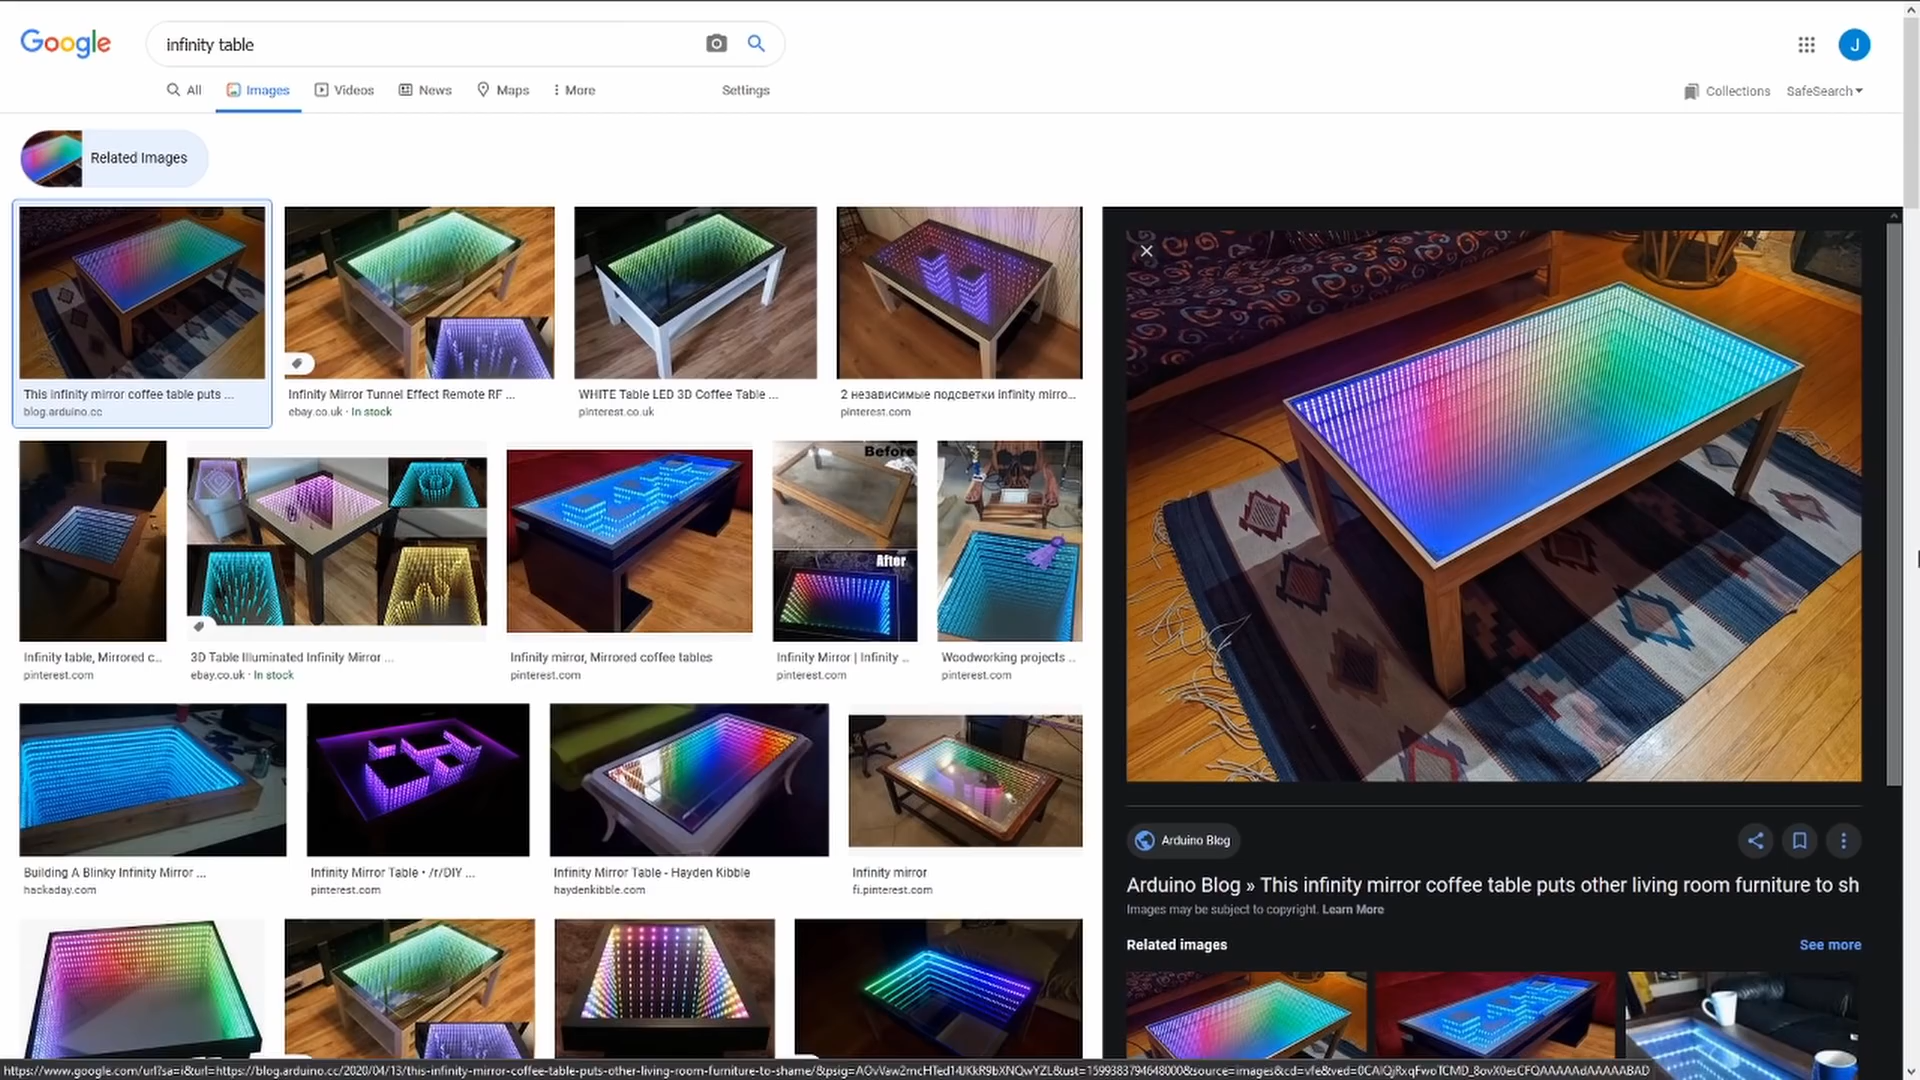 Google
infinity table
All
Images
Videos
News
Maps
More
Settings
Collections
SafeSearch
J
Related Images
This infinity mirror coffee table puts ...
blog.arduino.cc
Infinity Mirror Tunnel Effect Remote RF ...
ebay.co.uk · In stock
WHITE Table LED 3D Coffee Table ...
pinterest.co.uk
2 независимые подсветки infinity mirro...
pinterest.com
Before
After
Infinity table, Mirrored c...
pinterest.com
3D Table Illuminated Infinity Mirror ...
ebay.co.uk · In stock
Infinity mirror, Mirrored coffee tables
pinterest.com
Infinity Mirror | Infinity ...
pinterest.com
Woodworking projects ...
pinterest.com
Building A Blinky Infinity Mirror ...
hackaday.com
Infinity Mirror Table • /r/DIY ...
pinterest.com
Infinity Mirror Table - Hayden Kibble
haydenkibble.com
Infinity mirror
fi.pinterest.com
Arduino Blog
Arduino Blog » This infinity mirror coffee table puts other living room furniture to sh
Images may be subject to copyright. Learn More
Related images
See more